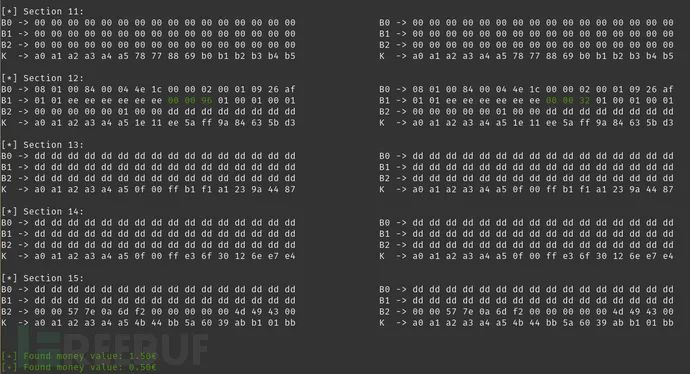 [*] Section 11:
B0 -> 00 00 00 00 00 00 00 00 00 00 00 00 00 00 00 00 B0 -> 00 00 00 00 00 00 00 00 00 00 00 00 00 00 00 00
B1 -> 00 00 00 00 00 00 00 00 00 00 00 00 00 00 00 00 B1 -> 00 00 00 00 00 00 00 00 00 00 00 00 00 00 00 00
B2 -> 00 00 00 00 00 00 00 00 00 00 00 00 00 00 00 00 B2 -> 00 00 00 00 00 00 00 00 00 00 00 00 00 00 00 00
K -> a0 a1 a2 a3 a4 a5 78 77 88 69 b0 b1 b2 b3 b4 b5 K -> a0 a1 a2 a3 a4 a5 78 77 88 69 b0 b1 b2 b3 b4 b5
[*] Section 12:
B0 -> 08 01 00 84 00 04 4e 1c 00 00 02 00 01 09 26 af B0 -> 08 01 00 84 00 04 4e 1c 00 00 02 00 01 09 26 af
B1 -> 01 01 ee ee ee ee ee ee 00 00 96 01 00 01 00 01 B1 -> 01 01 ee ee ee ee ee ee 00 00 32 01 00 01 00 01
B2 -> 00 00 00 00 00 00 01 00 00 dd dd dd dd dd dd dd B2 -> 00 00 00 00 00 00 01 00 00 dd dd dd dd dd dd dd
K -> a0 a1 a2 a3 a4 a5 1e 11 ee 5a ff 9a 84 63 5b d3 K -> a0 a1 a2 a3 a4 a5 1e 11 ee 5a ff 9a 84 63 5b d3
[*] Section 13:
B0 -> dd dd dd dd dd dd dd dd dd dd dd dd dd dd dd dd B0 -> dd dd dd dd dd dd dd dd dd dd dd dd dd dd dd dd
B1 -> dd dd dd dd dd dd dd dd dd dd dd dd dd dd dd dd B1 -> dd dd dd dd dd dd dd dd dd dd dd dd dd dd dd dd
B2 -> dd dd dd dd dd dd dd dd dd dd dd dd dd dd dd dd B2 -> dd dd dd dd dd dd dd dd dd dd dd dd dd dd dd dd
K -> a0 a1 a2 a3 a4 a5 0f 00 ff b1 f1 a1 23 9a 44 87 K -> a0 a1 a2 a3 a4 a5 0f 00 ff b1 f1 a1 23 9a 44 87
[*] Section 14:
B0 -> dd dd dd dd dd dd dd dd dd dd dd dd dd dd dd dd B0 -> dd dd dd dd dd dd dd dd dd dd dd dd dd dd dd dd
B1 -> dd dd dd dd dd dd dd dd dd dd dd dd dd dd dd dd B1 -> dd dd dd dd dd dd dd dd dd dd dd dd dd dd dd dd
B2 -> dd dd dd dd dd dd dd dd dd dd dd dd dd dd dd dd B2 -> dd dd dd dd dd dd dd dd dd dd dd dd dd dd dd dd
K -> a0 a1 a2 a3 a4 a5 0f 00 ff e3 6f 30 12 6e e7 e4 K -> a0 a1 a2 a3 a4 a5 0f 00 ff e3 6f 30 12 6e e7 e4
[*] Section 15:
B0 -> dd dd dd dd dd dd dd dd dd dd dd dd dd dd dd dd B0 -> dd dd dd dd dd dd dd dd dd dd dd dd dd dd dd dd
B1 -> dd dd dd dd dd dd dd dd dd dd dd dd dd dd dd dd B1 -> dd dd dd dd dd dd dd dd dd dd dd dd dd dd dd dd
B2 -> 00 00 57 7e 0a 6d f2 00 00 00 00 00 4d 49 43 00 B2 -> 00 00 57 7e 0a 6d f2 00 00 00 00 00 4d 49 43 00
K -> a0 a1 a2 a3 a4 a5 4b 44 bb 5a 60 39 ab b1 01 bb K -> a0 a1 a2 a3 a4 a5 4b 44 bb 5a 60 39 ab b1 01 bb
FREEBUF
[*] Found money value: 1.50€
[*] Found money value: 0.50€